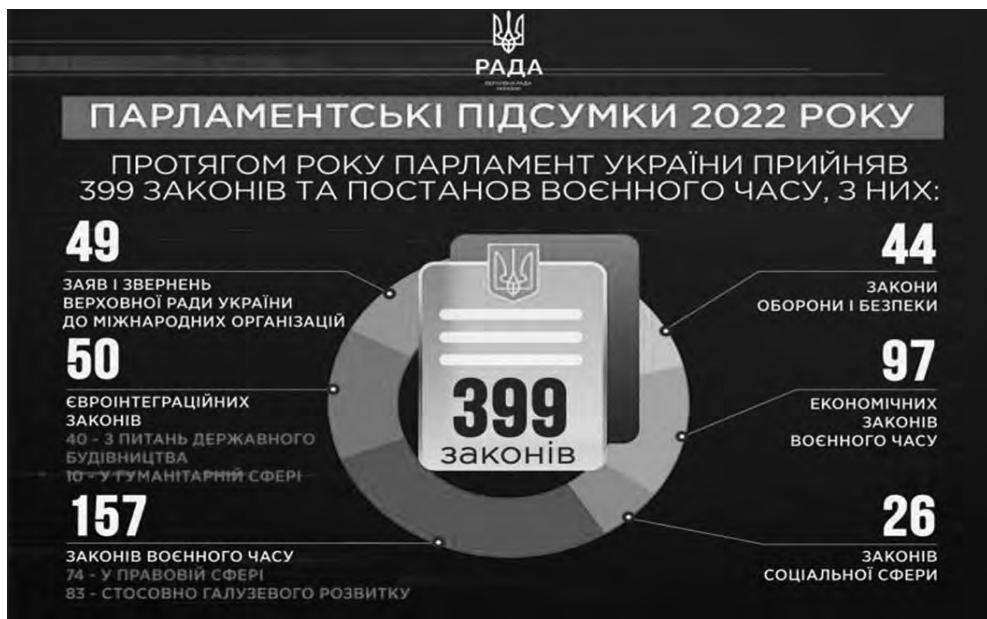 РАДА
ВЕРХОВНА РАДА
УКРАЇНИ
ПАРЛАМЕНТСЬКІ ПІДСУМКИ 2022 РОКУ
ПРОТЯГОМ РОКУ ПАРЛАМЕНТ УКРАЇНИ ПРИЙНЯВ
399 ЗАКОНІВ ТА ПОСТАНОВ ВОЄННОГО ЧАСУ, З НИХ:
49
ЗАЯВ І ЗВЕРНЕНЬ
ВЕРХОВНОЇ РАДИ УКРАЇНИ
ДО МІЖНАРОДНИХ ОРГАНІЗАЦІЙ
50
ЄВРОІНТЕГРАЦІЙНИХ
ЗАКОНІВ
40 - З ПИТАНЬ ДЕРЖАВНОГО
БУДІВНИЦТВА
10 - У ГУМАНІТАРНІЙ СФЕРІ
157
ЗАКОНІВ ВОЄННОГО ЧАСУ
74 - У ПРАВОВІЙ СФЕРІ
83 - СТОСОВНО ГАЛУЗЕВОГО РОЗВИТКУ
399
законів
44
ЗАКОНИ
ОБОРОНИ І БЕЗПЕКИ
97
ЕКОНОМІЧНИХ
ЗАКОНІВ
ВОЄННОГО ЧАСУ
26
ЗАКОНІВ
СОЦІАЛЬНОЇ СФЕРИ